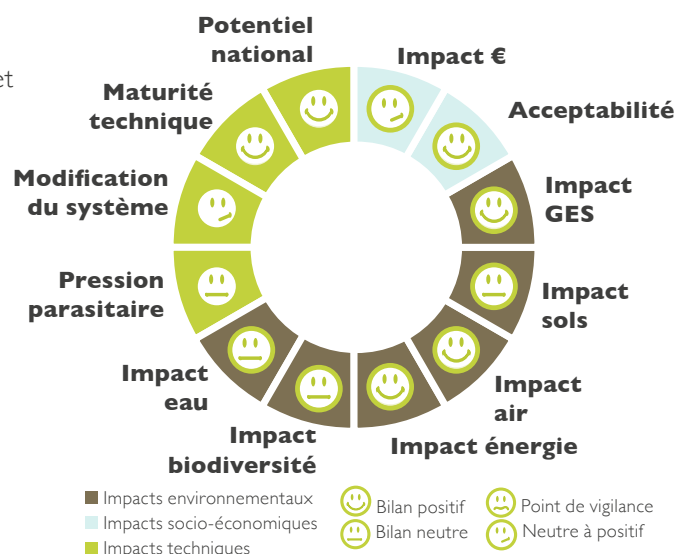 et
Potentiel
national
Impact €
Maturité
technique
Acceptabilité
Modification
du système
Impact
GES
Pression
parasitaire
Impact
sols
Impact
eau
Impact
air
Impact
biodiversité
Impact énergie
Impacts environnementaux
Impacts socio-économiques
Impacts techniques
Bilan positif
Bilan neutre
Point de vigilance
Neutre à positif